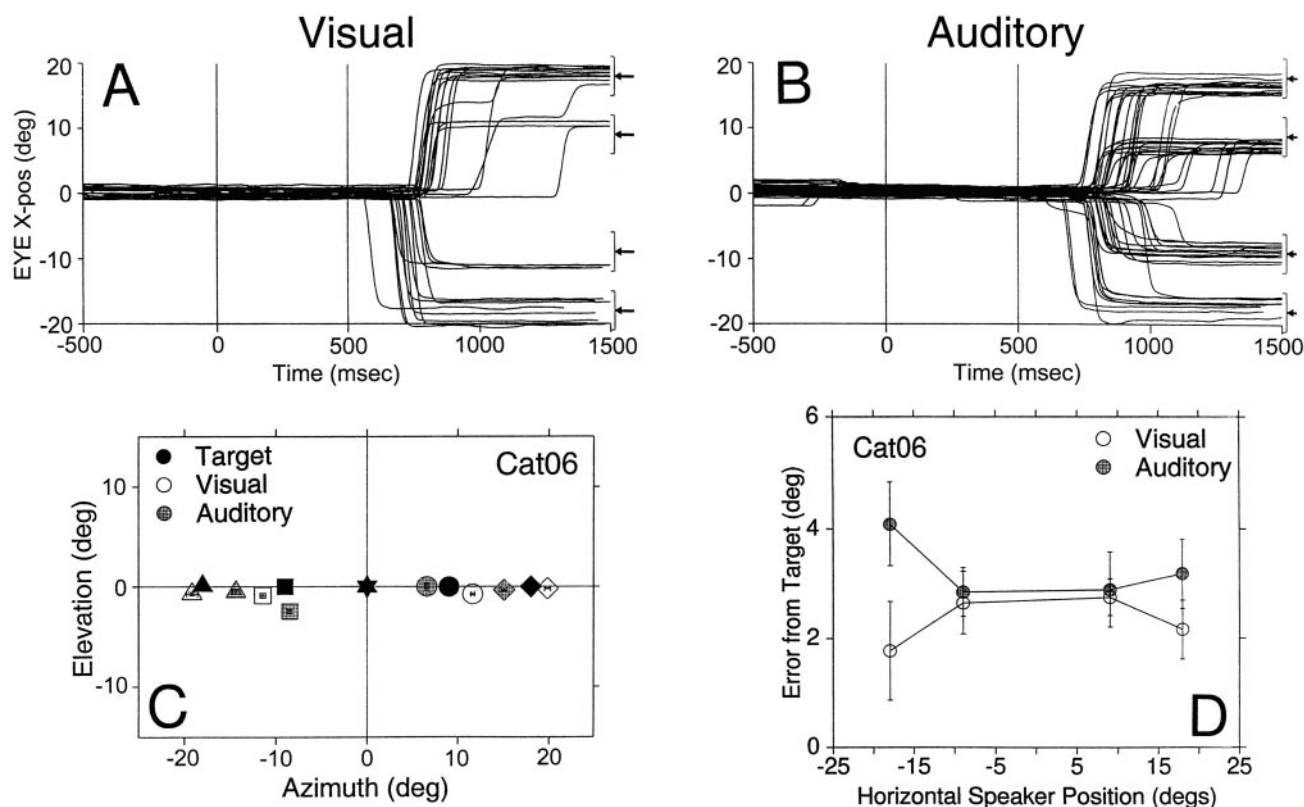 Visual
A
EYE X-pos (deg)
20
10
0
-10
-20
-500
0
500
1000
1500
Time (msec)
Auditory
B
20
10
0
-10
-20
-500
0
500
1000
1500
Time (msec)
Target
Visual
Auditory
Cat06
Elevation (deg)
10
0
-10
C
-20
-10
0
10
20
Azimuth (deg)
Cat06
Visual
Auditory
Error from Target (deg)
6
4
2
0
D
-25
-15
-5
5
15
25
Horizontal Speaker Position (degs)